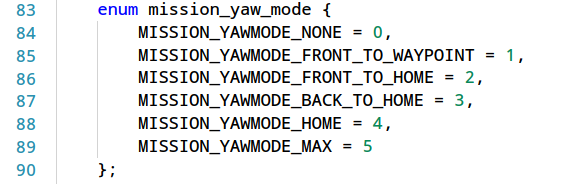 83 enum mission_yaw_mode {
84 MISSION_YAWMODE_NONE = 0,
85 MISSION_YAWMODE_FRONT_TO_WAYPOINT = 1,
86 MISSION_YAWMODE_FRONT_TO_HOME = 2,
87 MISSION_YAWMODE_BACK_TO_HOME = 3,
88 MISSION_YAWMODE_HOME = 4,
89 MISSION_YAWMODE_MAX = 5
90 };